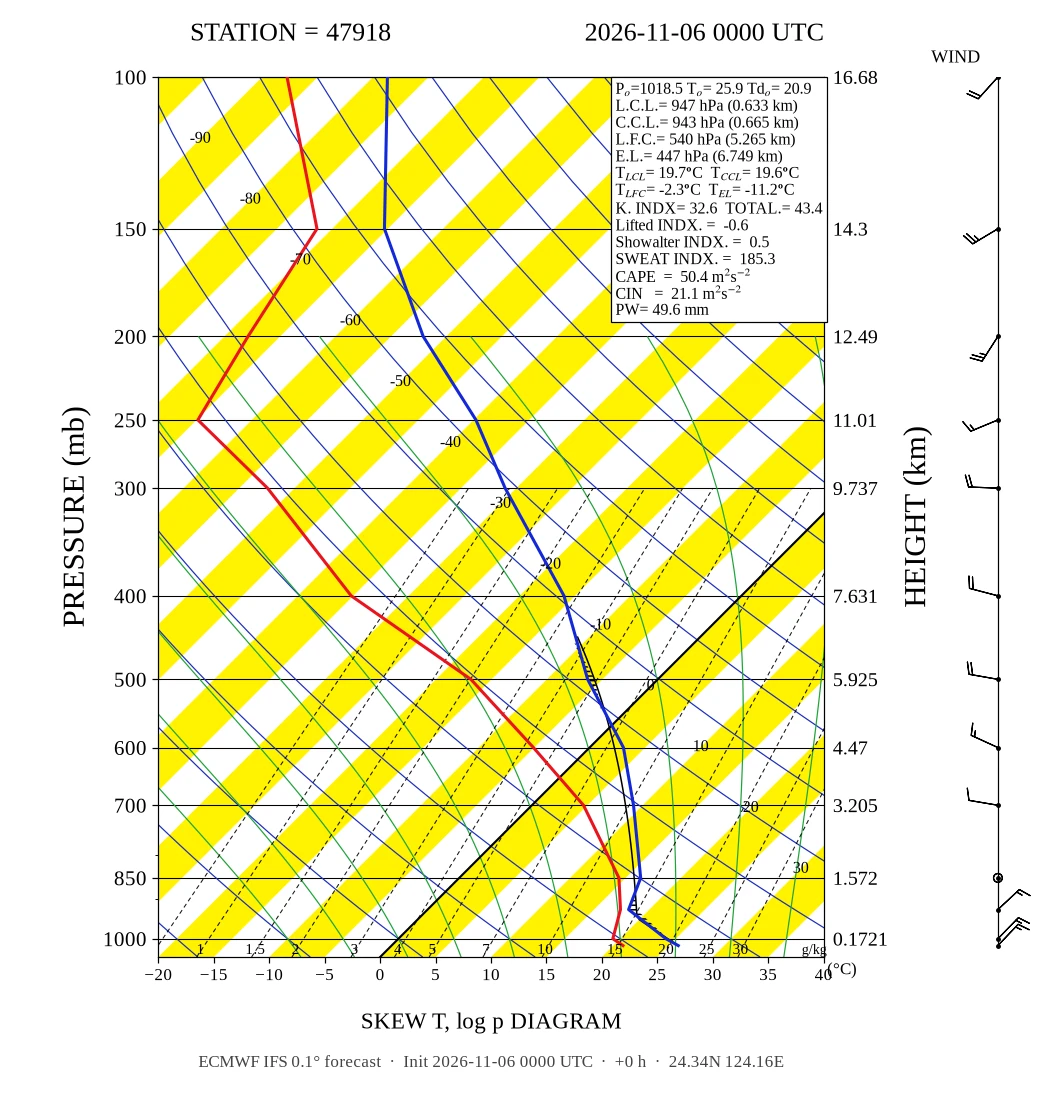 STATION = 47918 2026-11-06 0000 UTC
WIND
100 16.68
Pₒ=1018.5 Tₒ= 25.9 Tdₒ= 20.9
L.C.L.= 947 hPa (0.633 km)
C.C.L.= 943 hPa (0.665 km)
L.F.C.= 540 hPa (5.265 km)
E.L.= 447 hPa (6.749 km)
T_LCL= 19.7°C T_CCL= 19.6°C
T_LFC= -2.3°C T_EL= -11.2°C
K. INDX= 32.6 TOTAL.= 43.4
Lifted INDX. = -0.6
Showalter INDX. = 0.5
SWEAT INDX. = 185.3
CAPE = 50.4 m²s⁻²
CIN = 21.1 m²s⁻²
PW= 49.6 mm
-90
-80
150 14.3
-70
-60
200 12.49
-50
250 11.01
-40
300 9.737
-30
-20
400 7.631
-10
500 5.925
0
600 4.47
10
700 3.205
20
850 1.572
30
1000 0.1721
PRESSURE (mb)
HEIGHT (km)
1 1.5 2 3 4 5 7 10 15 20 25 30 g/kg
−20 −15 −10 −5 0 5 10 15 20 25 30 35 40 (°C)
SKEW T, log p DIAGRAM
ECMWF IFS 0.1° forecast · Init 2026-11-06 0000 UTC · +0 h · 24.34N 124.16E